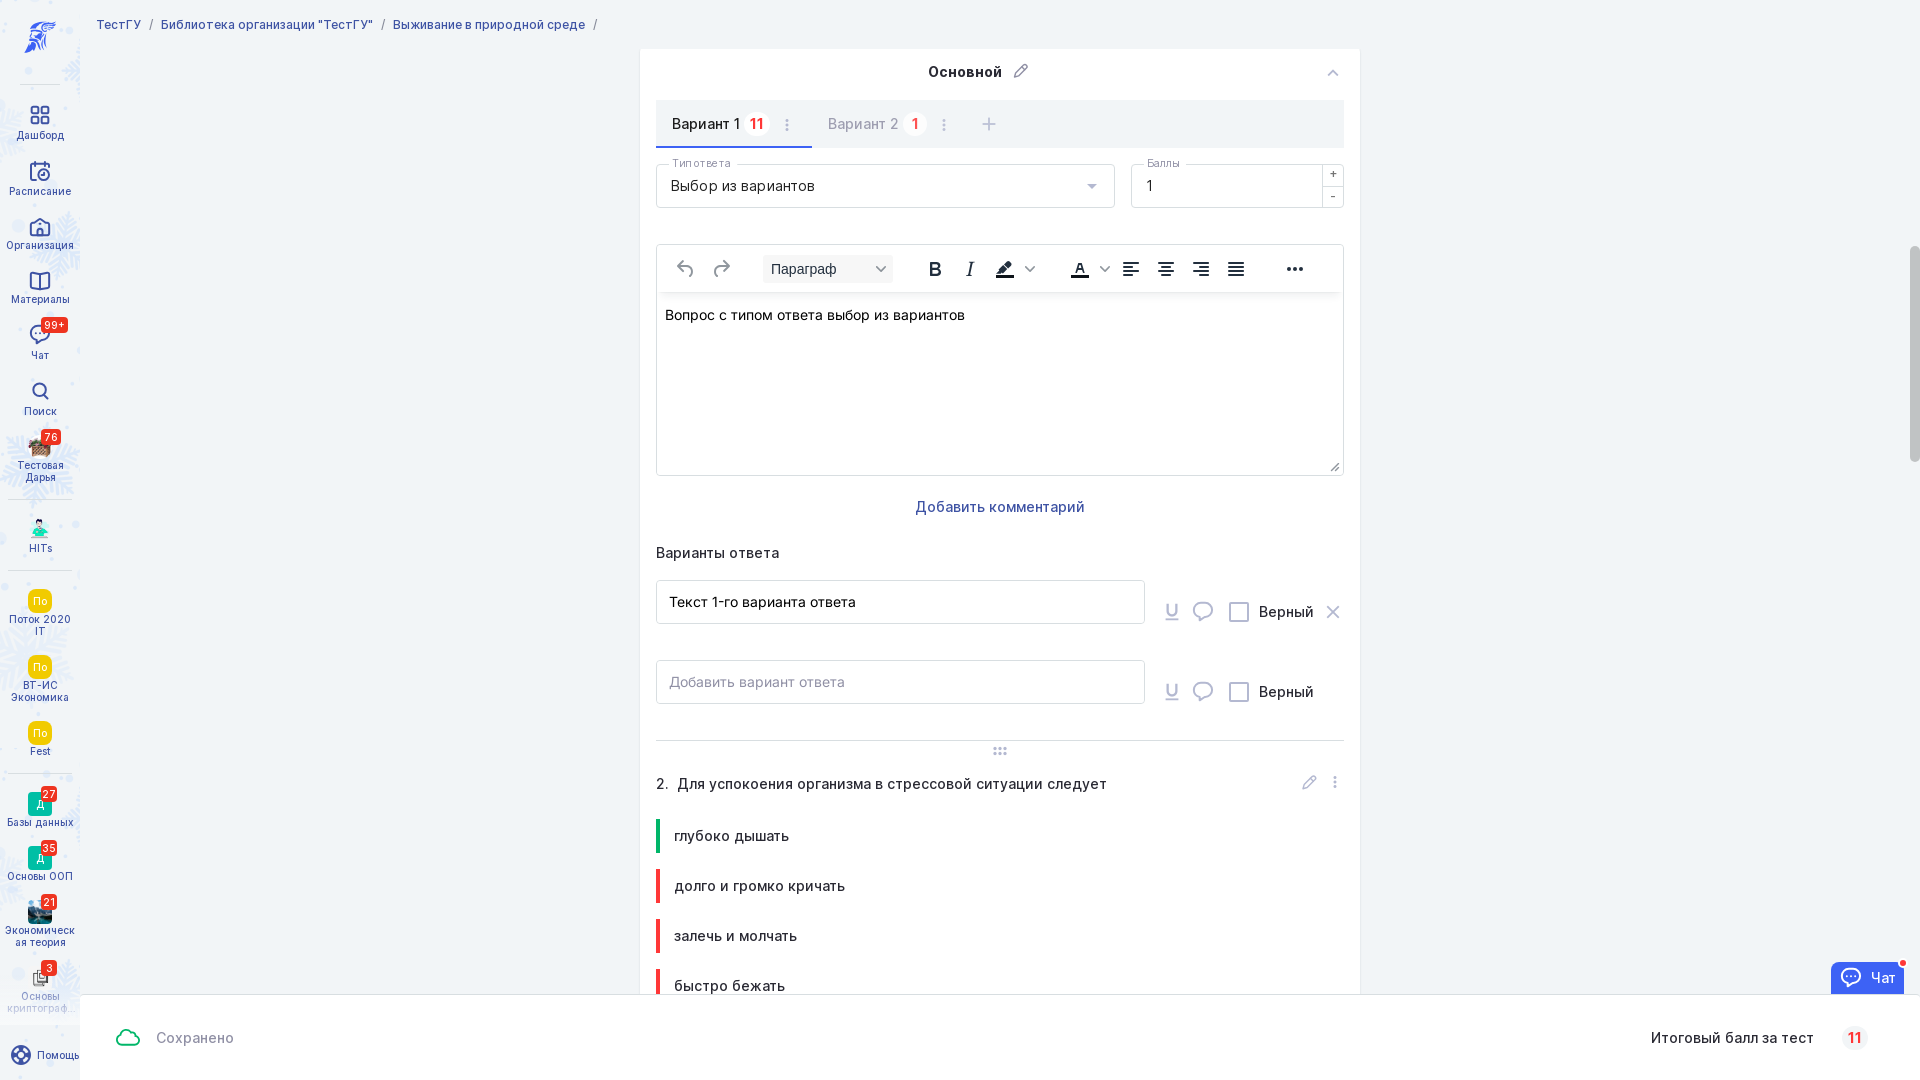 ТестГУ / Библиотека организации "ТестГУ" / Выживание в природной среде /
Дашборд
Расписание
Организация
Материалы
99+
Чат
Поиск
76
Тестовая
Дарья
HITs
По
Поток 2020
IT
По
ВТ-ИС
Экономика
По
Fest
27
Д
Базы данных
35
Д
Основы ООП
21
Экономическ
ая теория
3
Основы
криптограф...
Помощь
Основной
Вариант 1 11
Вариант 2 1
Тип ответа
Выбор из вариантов
Баллы
1
+
-
Параграф
Вопрос с типом ответа выбор из вариантов
Добавить комментарий
Варианты ответа
Текст 1-го варианта ответа
Верный
Добавить вариант ответа
Верный
2. Для успокоения организма в стрессовой ситуации следует
глубоко дышать
долго и громко кричать
залечь и молчать
быстро бежать
Чат
Сохранено
Итоговый балл за тест 11